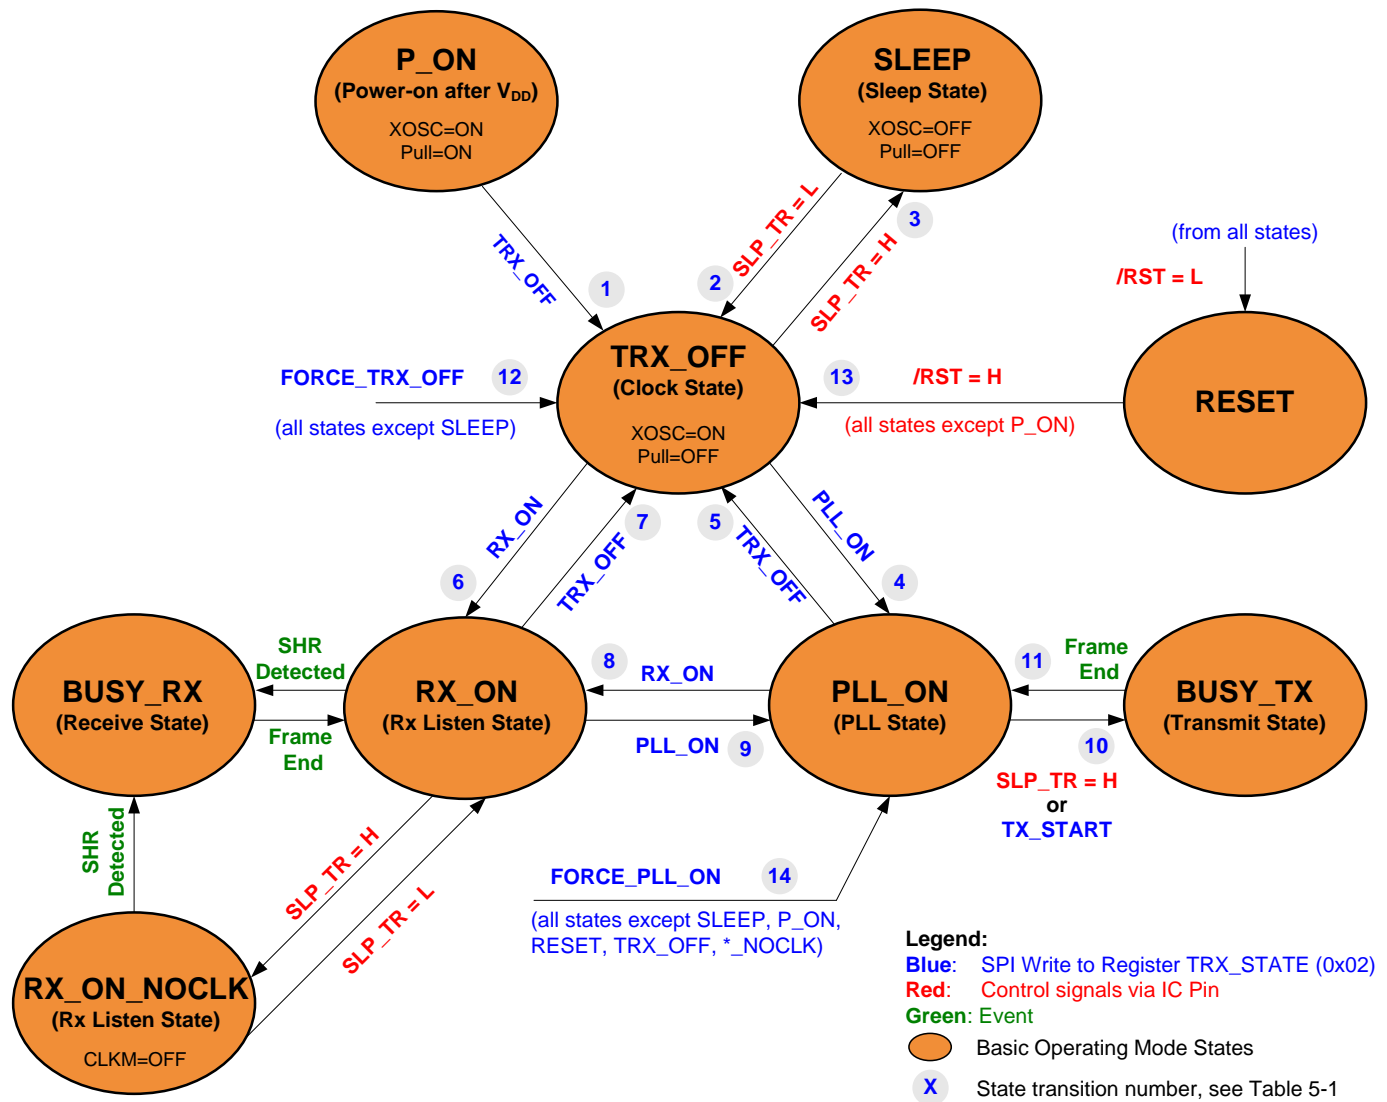 P_ON
(Power-on after VDD)
XOSC=ON
Pull=ON
SLEEP
(Sleep State)
XOSC=OFF
Pull=OFF
TRX_OFF
1
SLP_TR = L
2
SLP_TR = H
3
(from all states)
/RST = L
TRX_OFF
(Clock State)
XOSC=ON
Pull=OFF
FORCE_TRX_OFF
12
(all states except SLEEP)
13
/RST = H
(all states except P_ON)
RESET
RX_ON
6
TRX_OFF
7
5
TRX_OFF
PLL_ON
4
BUSY_RX
(Receive State)
SHR
Detected
Frame
End
RX_ON
(Rx Listen State)
8
RX_ON
PLL_ON
9
PLL_ON
(PLL State)
11
Frame
End
10
SLP_TR = H
or
TX_START
BUSY_TX
(Transmit State)
SHR
Detected
SLP_TR = H
SLP_TR = L
FORCE_PLL_ON
14
(all states except SLEEP, P_ON,
RESET, TRX_OFF, *_NOCLK)
RX_ON_NOCLK
(Rx Listen State)
CLKM=OFF
Legend:
Blue: SPI Write to Register TRX_STATE (0x02)
Red: Control signals via IC Pin
Green: Event
Basic Operating Mode States
X State transition number, see Table 5-1